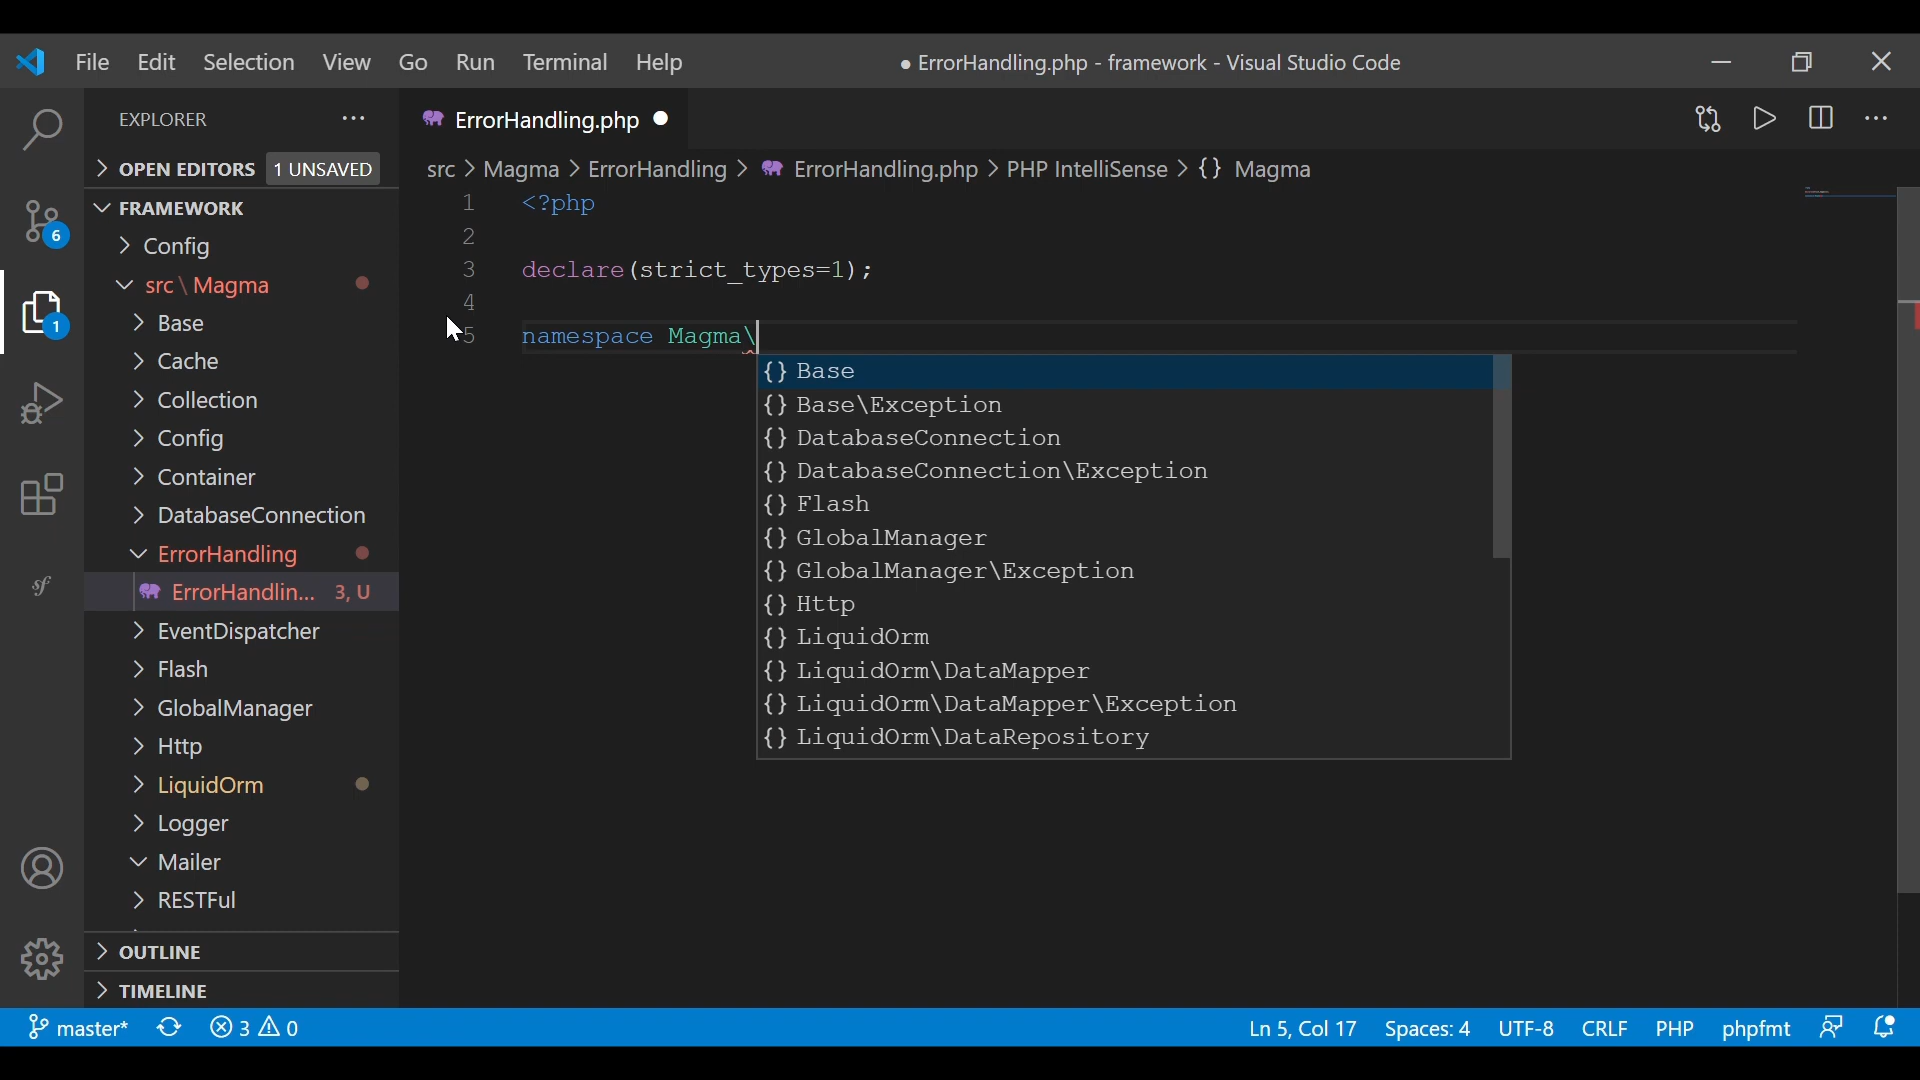 File Edit Selection View Go Run Terminal Help
● ErrorHandling.php - framework - Visual Studio Code
EXPLORER ...
OPEN EDITORS 1 UNSAVED
FRAMEWORK
Config
src \ Magma
Base
Cache
Collection
Config
Container
DatabaseConnection
ErrorHandling
ErrorHandlin... 3, U
EventDispatcher
Flash
GlobalManager
Http
LiquidOrm
Logger
Mailer
RESTFul
OUTLINE
TIMELINE
6
1
sf
ErrorHandling.php ●
src > Magma > ErrorHandling > ErrorHandling.php > PHP IntelliSense > {} Magma
1 <?php
2
3 declare(strict_types=1);
4
5 namespace Magma\
{} Base
{} Base\Exception
{} DatabaseConnection
{} DatabaseConnection\Exception
{} Flash
{} GlobalManager
{} GlobalManager\Exception
{} Http
{} LiquidOrm
{} LiquidOrm\DataMapper
{} LiquidOrm\DataMapper\Exception
{} LiquidOrm\DataRepository
master* 3 0 Ln 5, Col 17 Spaces: 4 UTF-8 CRLF PHP phpfmt